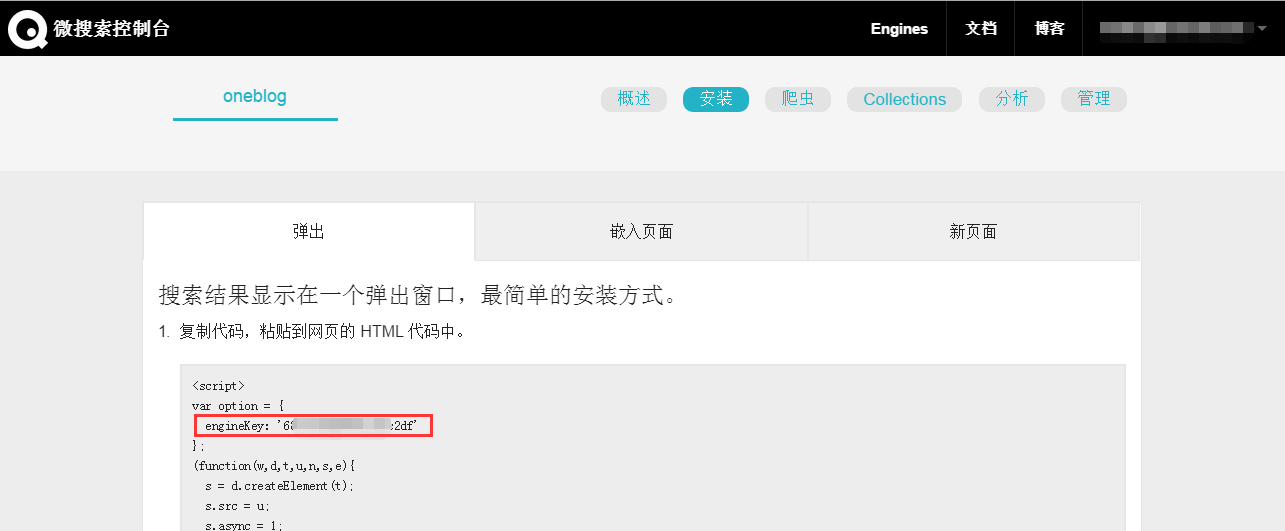 微搜索控制台 Engines 文档 博客
oneblog 概述 安装 爬虫 Collections 分析 管理
弹出 嵌入页面 新页面
搜索结果显示在一个弹出窗口，最简单的安装方式。
1. 复制代码，粘贴到网页的 HTML 代码中。
<script>
var option = {
engineKey: '6 2df'
};
(function(w,d,t,u,n,s,e){
s = d.createElement(t);
s.src = u;
s.async = 1;